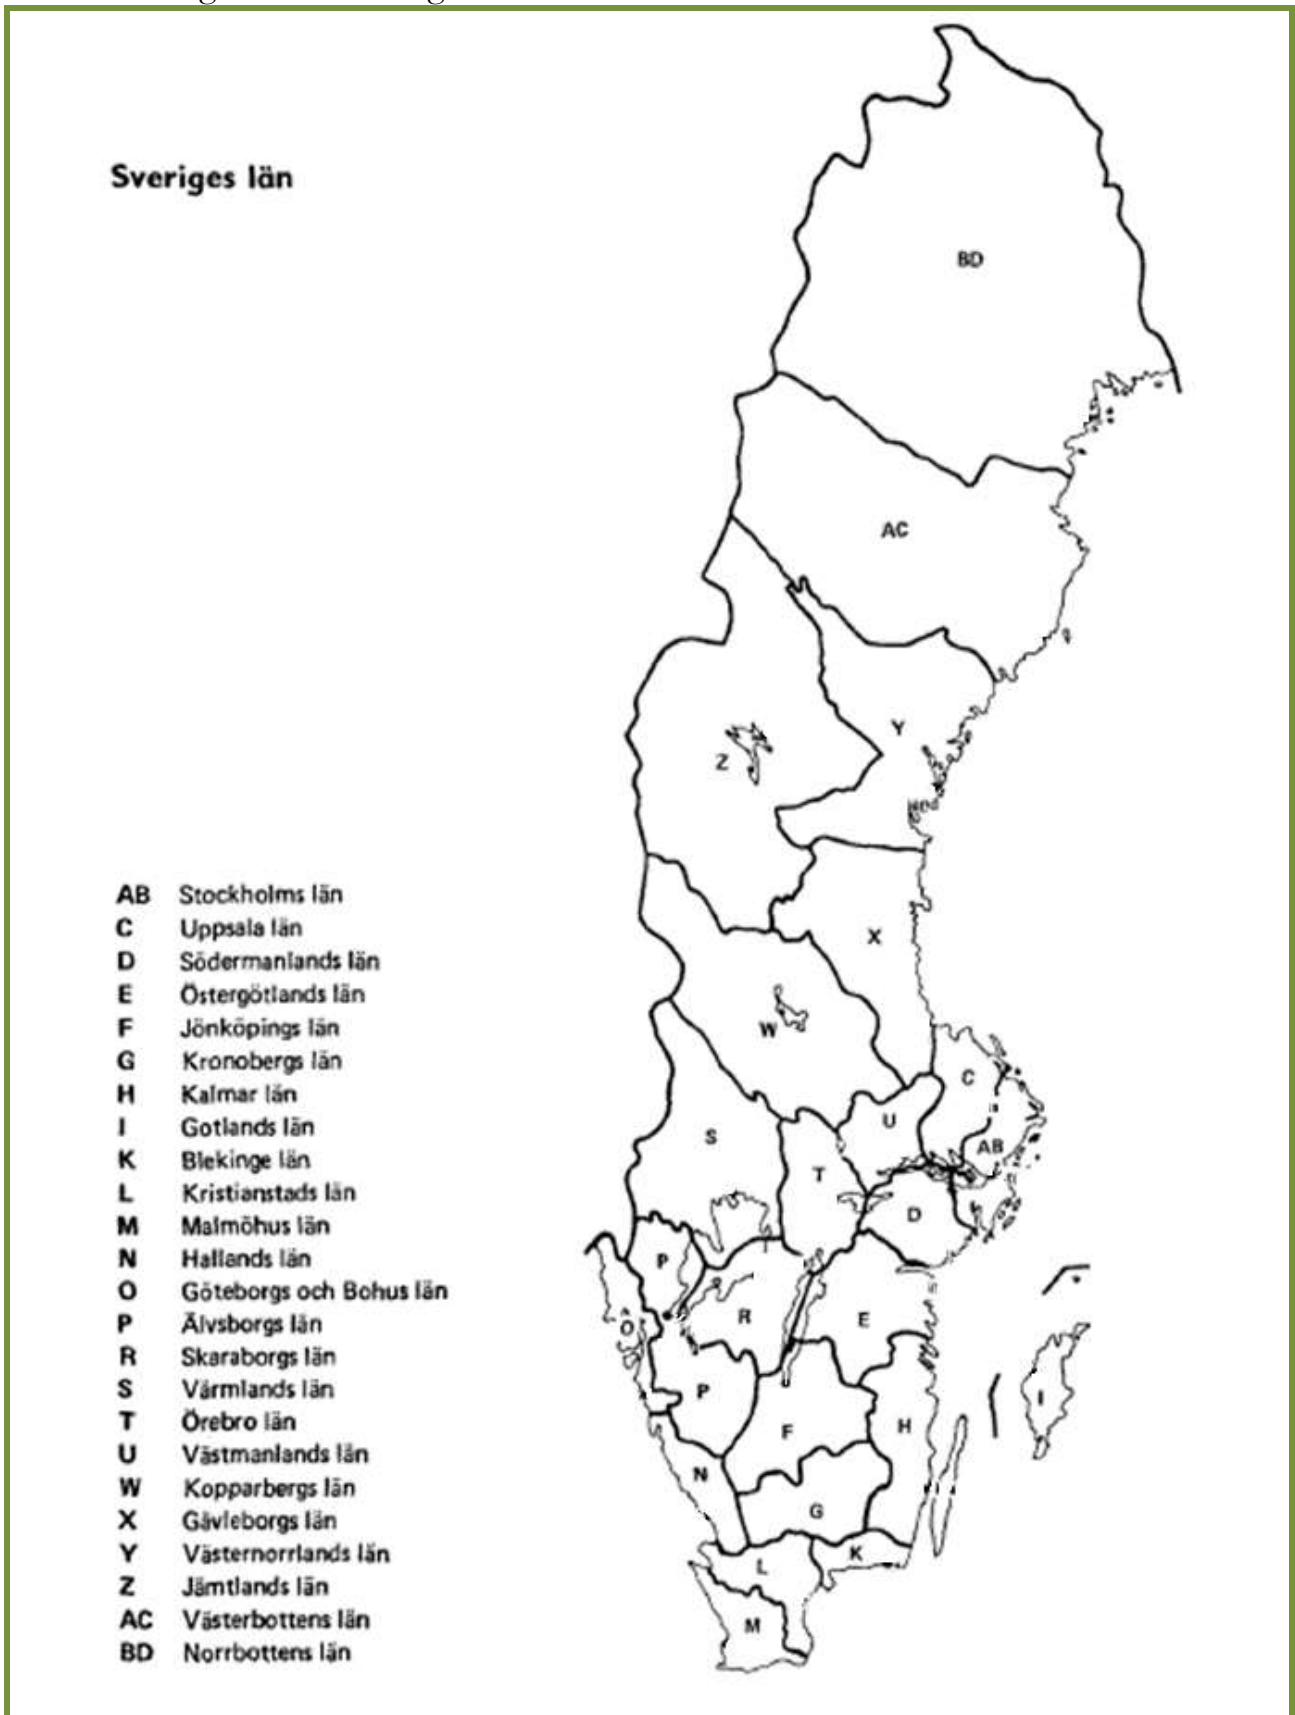 Sveriges län
BD
AC
Y
Z
X
W
C
U
S
AB
T
D
P
R
E
O
P
I
F
H
N
G
K
L
M
AB Stockholms län
C Uppsala län
D Södermanlands län
E Östergötlands län
F Jönköpings län
G Kronobergs län
H Kalmar län
I Gotlands län
K Blekinge län
L Kristianstads län
M Malmöhus län
N Hallands län
O Göteborgs och Bohus län
P Älvsborgs län
R Skaraborgs län
S Värmlands län
T Örebro län
U Västmanlands län
W Kopparbergs län
X Gävleborgs län
Y Västernorrlands län
Z Jämtlands län
AC Västerbottens län
BD Norrbottens län